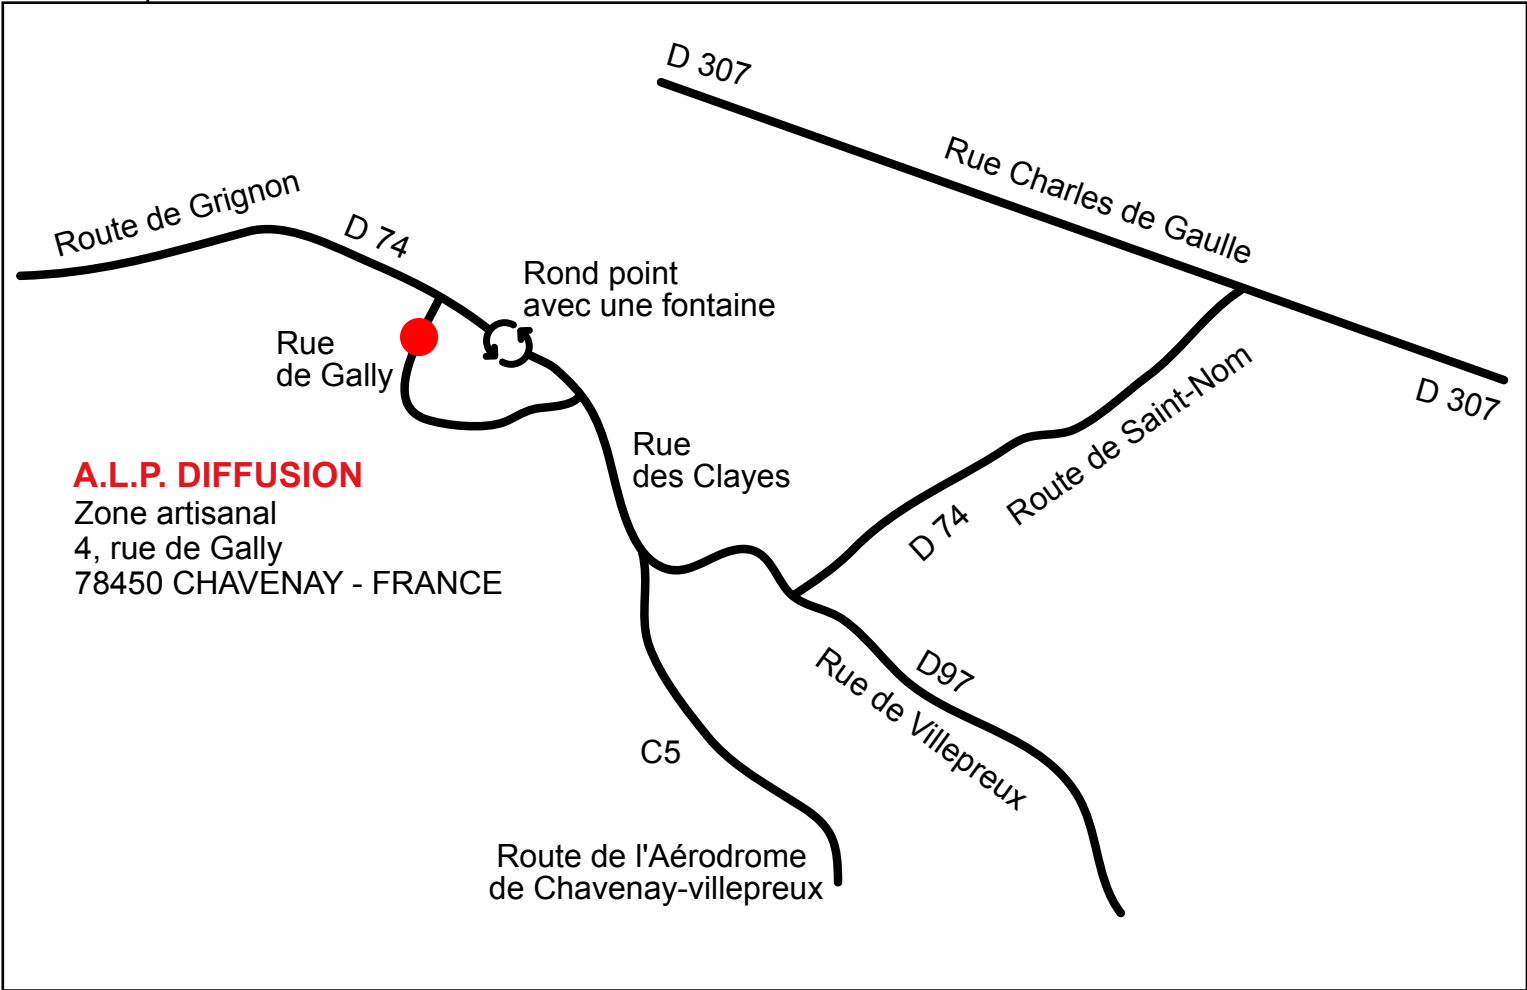 D 307
Rue Charles de Gaulle
Route de Grignon
D 74
Rond point
avec une fontaine
Rue
de Gally
D 307
Route de Saint-Nom
Rue
des Clayes
A.L.P. DIFFUSION
Zone artisanal
4, rue de Gally
78450 CHAVENAY - FRANCE
D 74
D97
Rue de Villepreux
C5
Route de l'Aérodrome
de Chavenay-villepreux